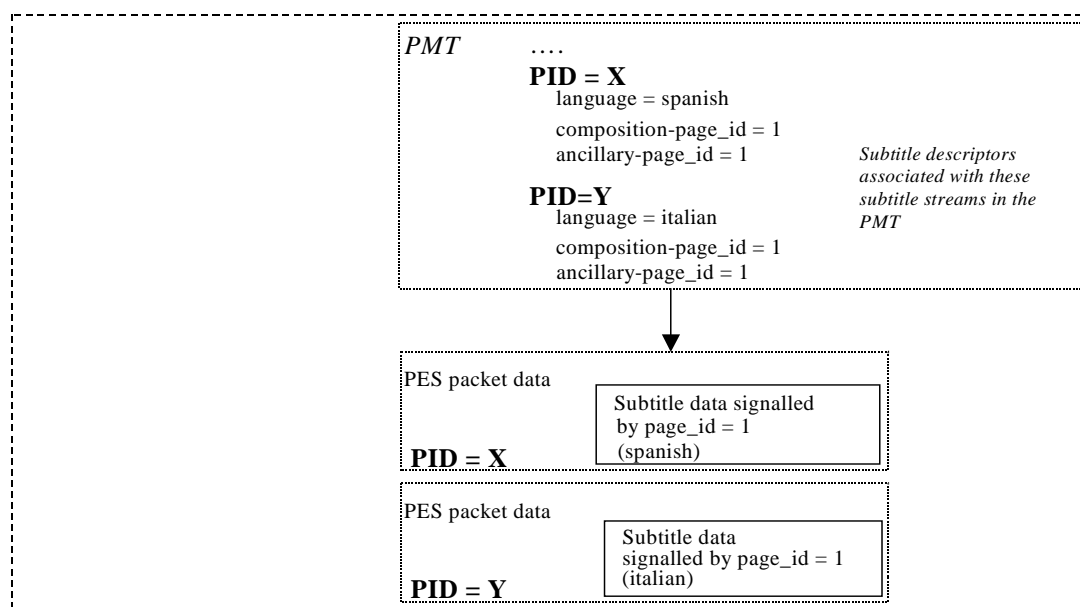 PMT ....
PID = X
language = spanish
composition-page_id = 1
ancillary-page_id = 1
PID=Y
language = italian
composition-page_id = 1
ancillary-page_id = 1
Subtitle descriptors
associated with these
subtitle streams in the
PMT
PES packet data
Subtitle data signalled
by page_id = 1
(spanish)
PID = X
PES packet data
Subtitle data
signalled by page_id = 1
(italian)
PID = Y